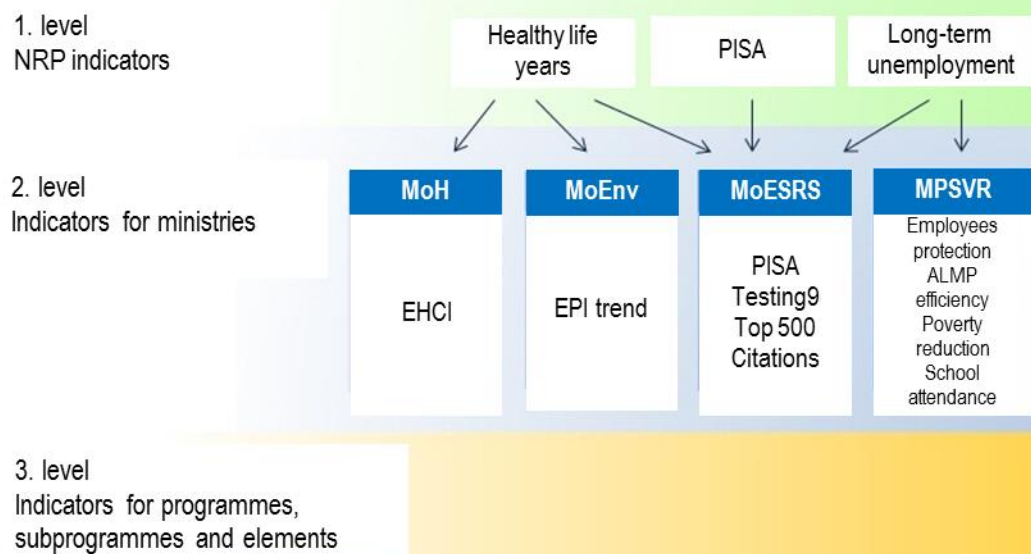 1. level
NRP indicators
Healthy life
years
PISA
Long-term
unemployment
2. level
Indicators for ministries
MoH
EHCI
MoEnv
EPI trend
MoESRS
PISA
Testing9
Top 500
Citations
MPSVR
Employees
protection
ALMP
efficiency
Poverty
reduction
School
attendance
3. level
Indicators for programmes,
subprogrammes and elements